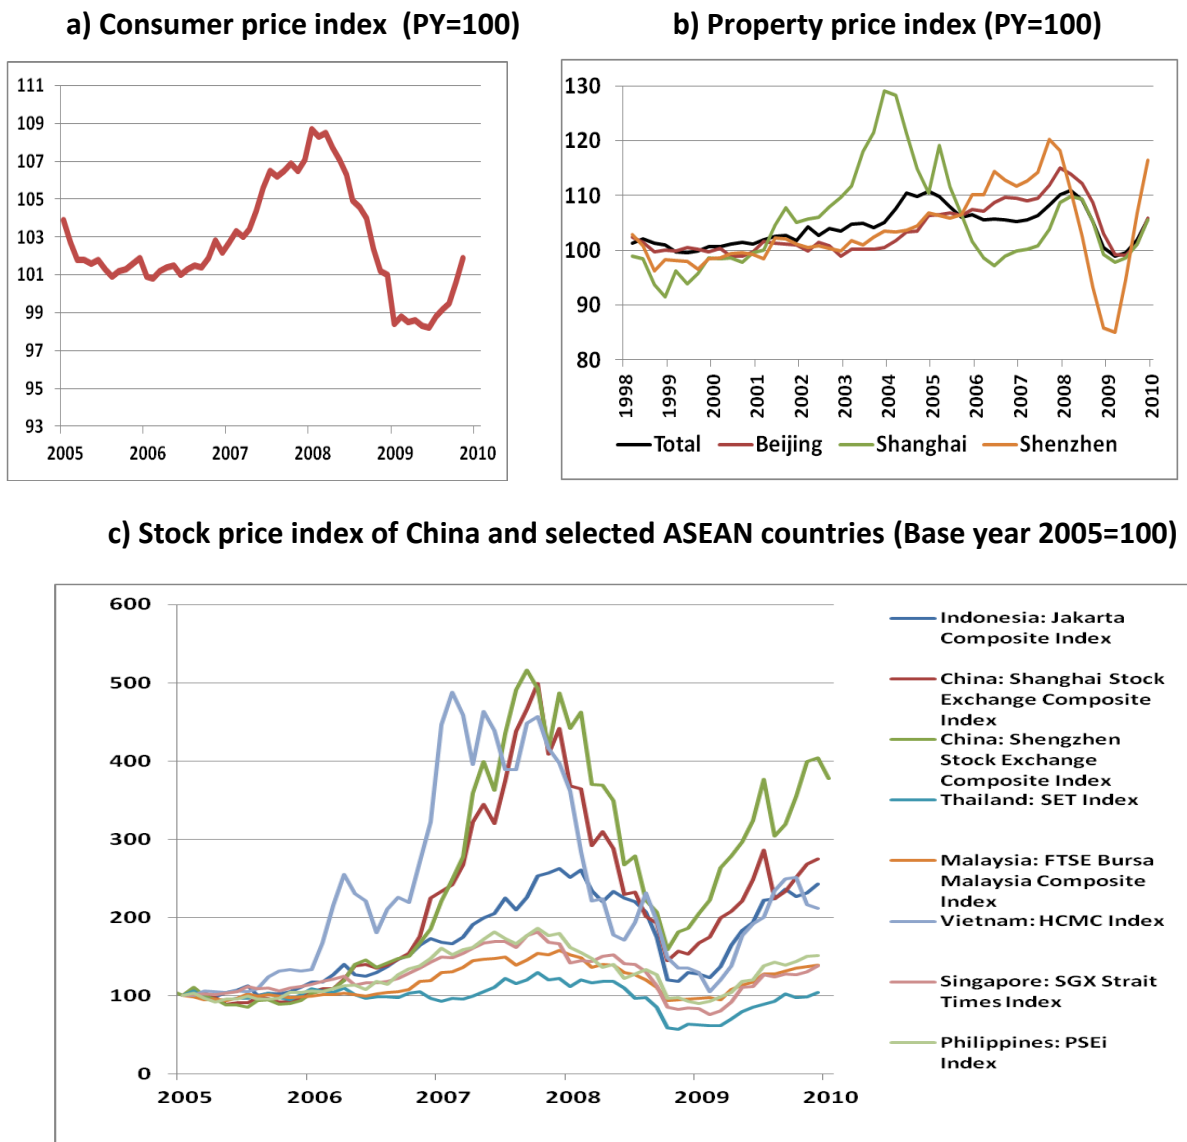 a) Consumer price index (PY=100)
111
109
107
105
103
101
99
97
95
93
2005 2006 2007 2008 2009 2010
b) Property price index (PY=100)
130
120
110
100
90
80
1998 1999 2000 2001 2002 2003 2004 2005 2006 2007 2008 2009 2010
Total Beijing Shanghai Shenzhen
c) Stock price index of China and selected ASEAN countries (Base year 2005=100)
600
500
400
300
200
100
0
2005 2006 2007 2008 2009 2010
Indonesia: Jakarta
Composite Index
China: Shanghai Stock
Exchange Composite
Index
China: Shengzhen
Stock Exchange
Composite Index
Thailand: SET Index
Malaysia: FTSE Bursa
Malaysia Composite
Index
Vietnam: HCMC Index
Singapore: SGX Strait
Times Index
Philippines: PSEi
Index